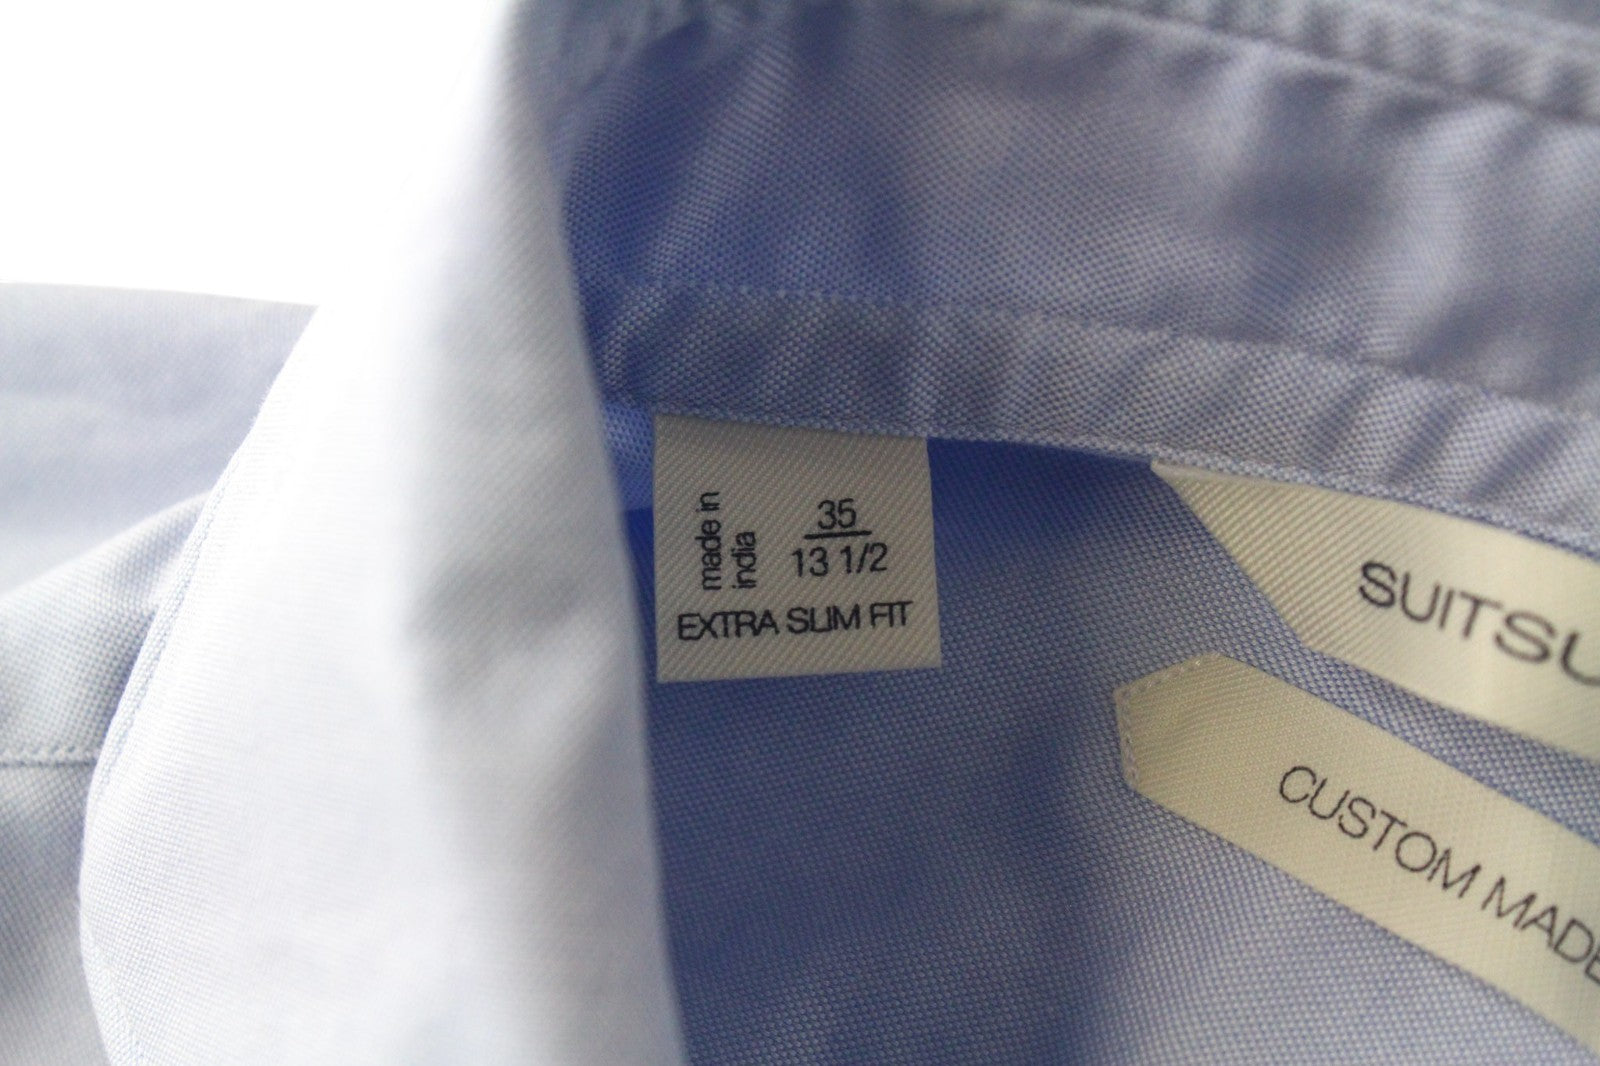 made in
india
35
13 1/2
EXTRA SLIM FIT
SUITSU
CUSTOM MADE